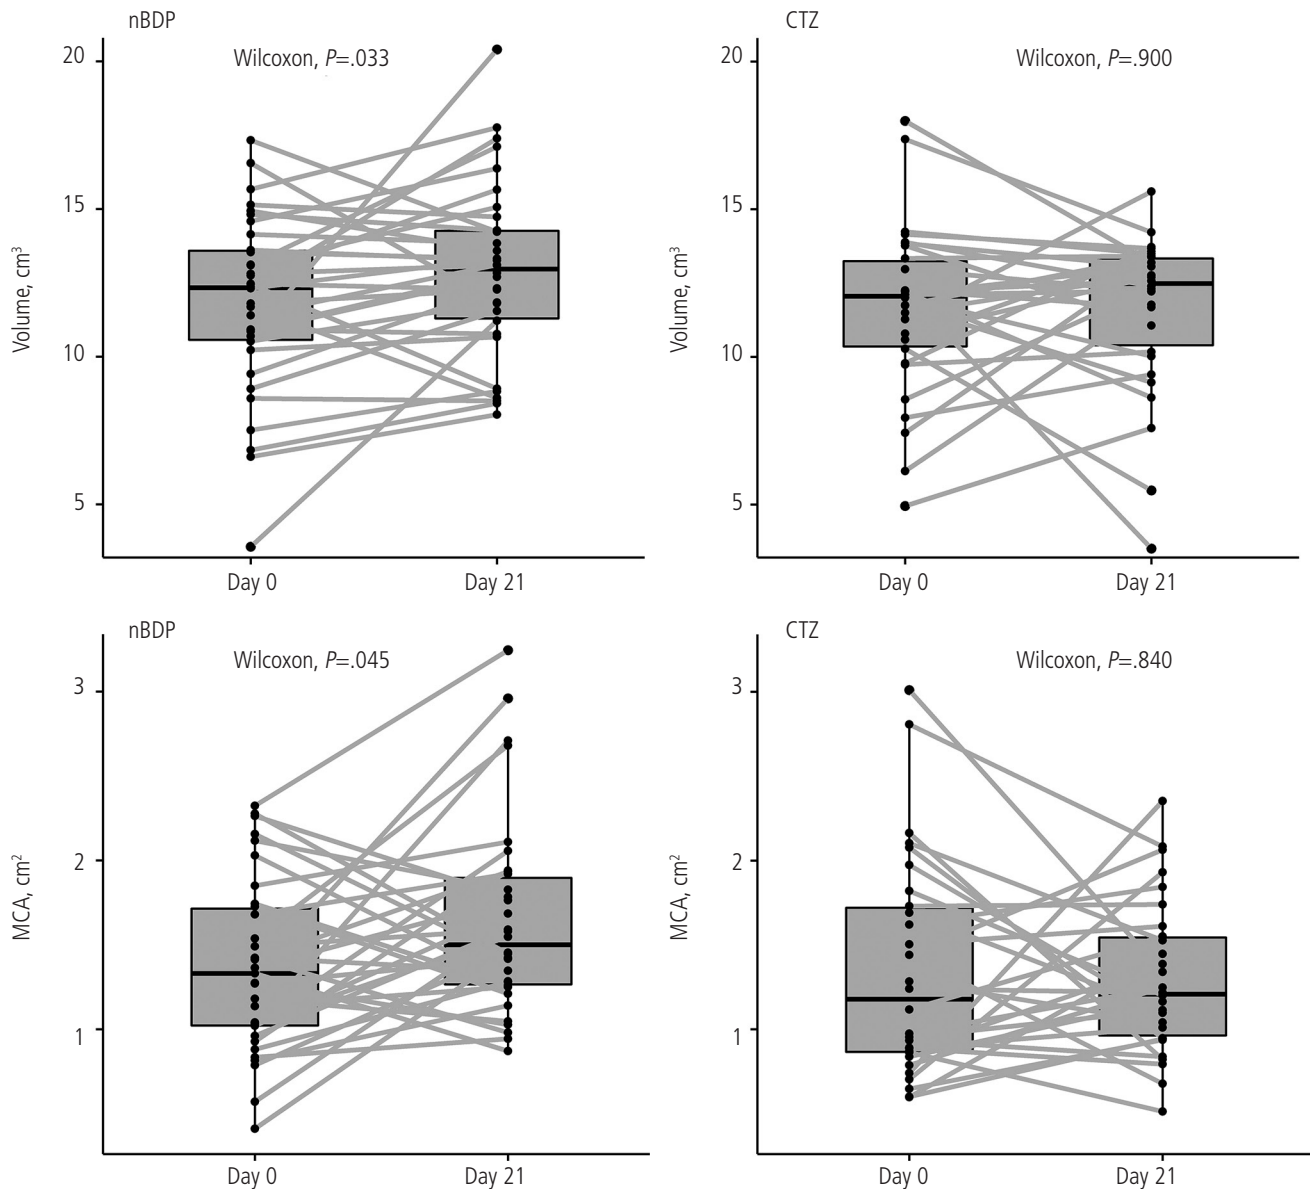 nBDP
Wilcoxon, P=.033
20
15
10
5
Volume, cm³
Day 0
Day 21
CTZ
Wilcoxon, P=.900
20
15
10
5
Volume, cm³
Day 0
Day 21
nBDP
Wilcoxon, P=.045
3
2
1
MCA, cm²
Day 0
Day 21
CTZ
Wilcoxon, P=.840
3
2
1
MCA, cm²
Day 0
Day 21